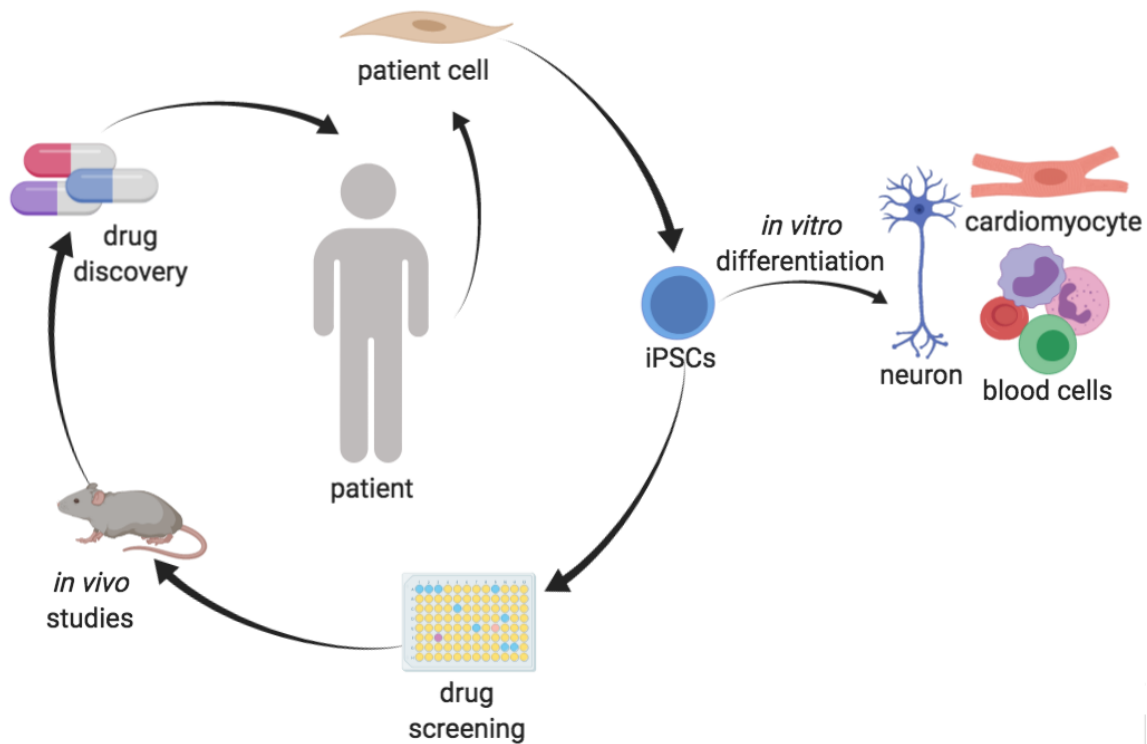 patient cell
drug
discovery
in vitro
differentiation
cardiomyocyte
iPSCs
neuron
blood cells
patient
in vivo
studies
drug
screening